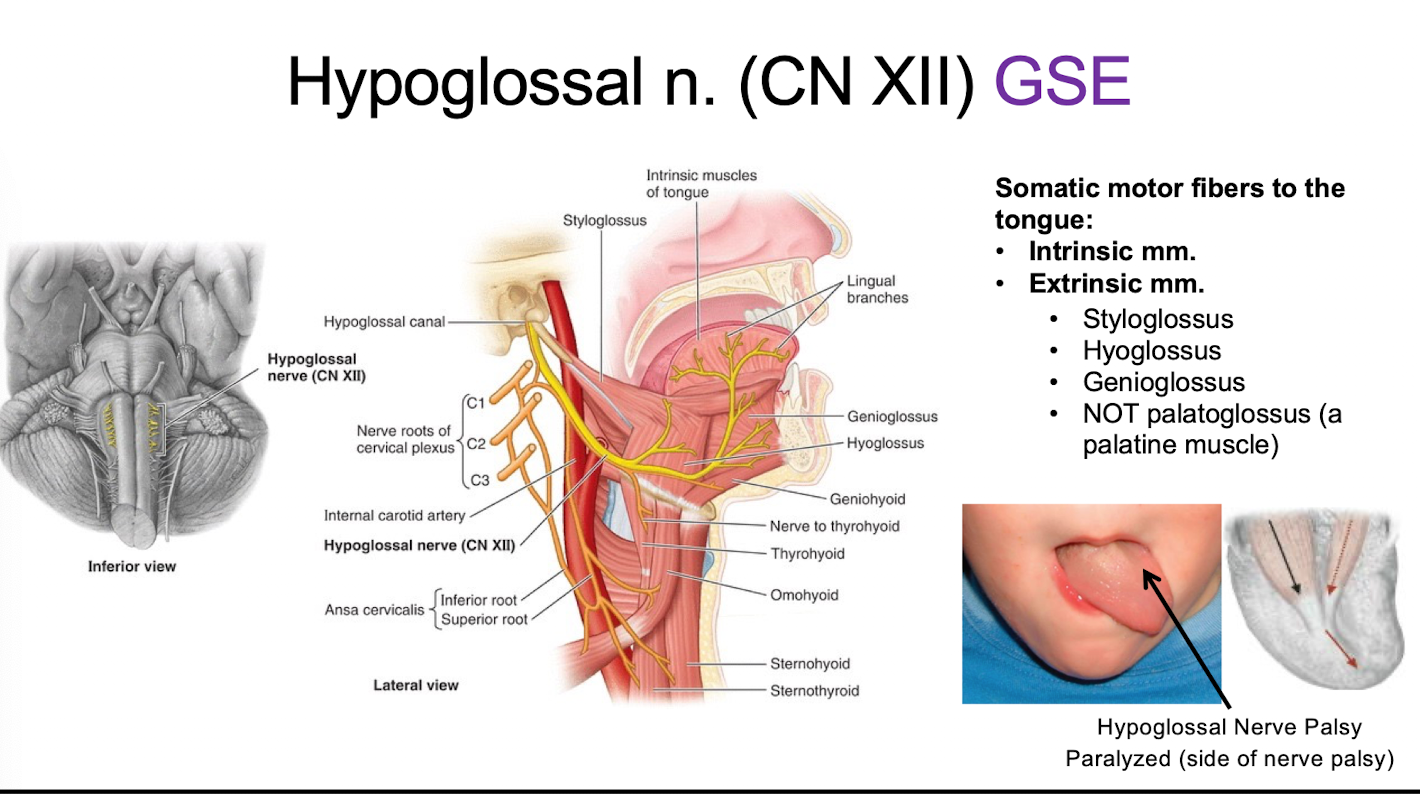 Hypoglossal n. (CN XII) GSE
Intrinsic muscles
of tongue
Styloglossus
Lingual
branches
Hypoglossal canal
Hypoglossal
nerve (CN XII)
C1
Nerve roots of
cervical plexus
C2
C3
Genioglossus
Hyoglossus
Geniohyoid
Internal carotid artery
Nerve to thyrohyoid
Hypoglossal nerve (CN XII)
Thyrohyoid
Inferior view
Omohyoid
Ansa cervicalis
Inferior root
Superior root
Sternohyoid
Lateral view
Sternothyroid
Somatic motor fibers to the
tongue:
• Intrinsic mm.
• Extrinsic mm.
• Styloglossus
• Hyoglossus
• Genioglossus
• NOT palatoglossus (a
palatine muscle)
Hypoglossal Nerve Palsy
Paralyzed (side of nerve palsy)